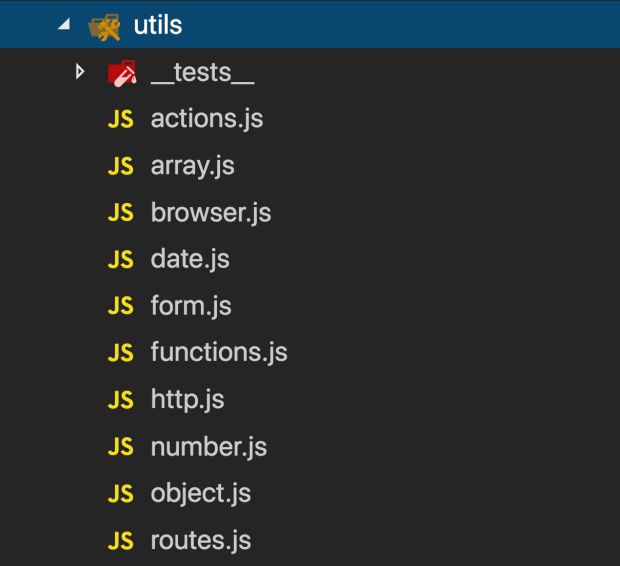 utils
__tests__
JS actions.js
JS array.js
JS browser.js
JS date.js
JS form.js
JS functions.js
JS http.js
JS number.js
JS object.js
JS routes.js